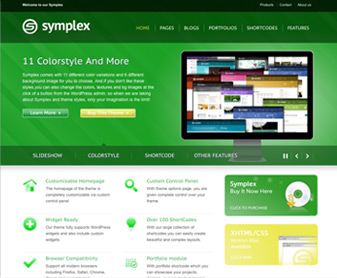 Welcome to our Symplex
Products About us Contact us
symplex
HOME PAGES BLOGS PORTFOLIOS SHORTCODES FEATURES
11 Colorstyle And More
Symplex comes with 11 different color variations and 6 different
background image for you to choose. And if you don't like these
styles you can also change the colors, textures and bg images at the
click of a button from the WordPress admin, so when we are taking
about Symplex and theme styles, only your imagination is the limit!
Learn More
Buy This Theme
SLIDESHOW COLORSTYLE SHORTCODE OTHER FEATURES
Customizable Homepage
The homepage of the theme is
completely customizable via custom
control panel
Custom Control Panel
With theme options page, you are
given complete control over your
theme.
Symplex
Buy It Now Here
CLICK TO PURCHASE
Widget Ready
Our theme fully supports WordPress
widgets and also include custom
widgets.
Over 100 ShortCodes
With our large collection of
shortcodes you can easily create
beautiful and complex layouts.
XHTML/CSS
Browser Compatibility
Support all modern browsers
including Firefox, Safari, Chrome,
Portfolio module
With portfolio shortcode which you
can showcase your projects,